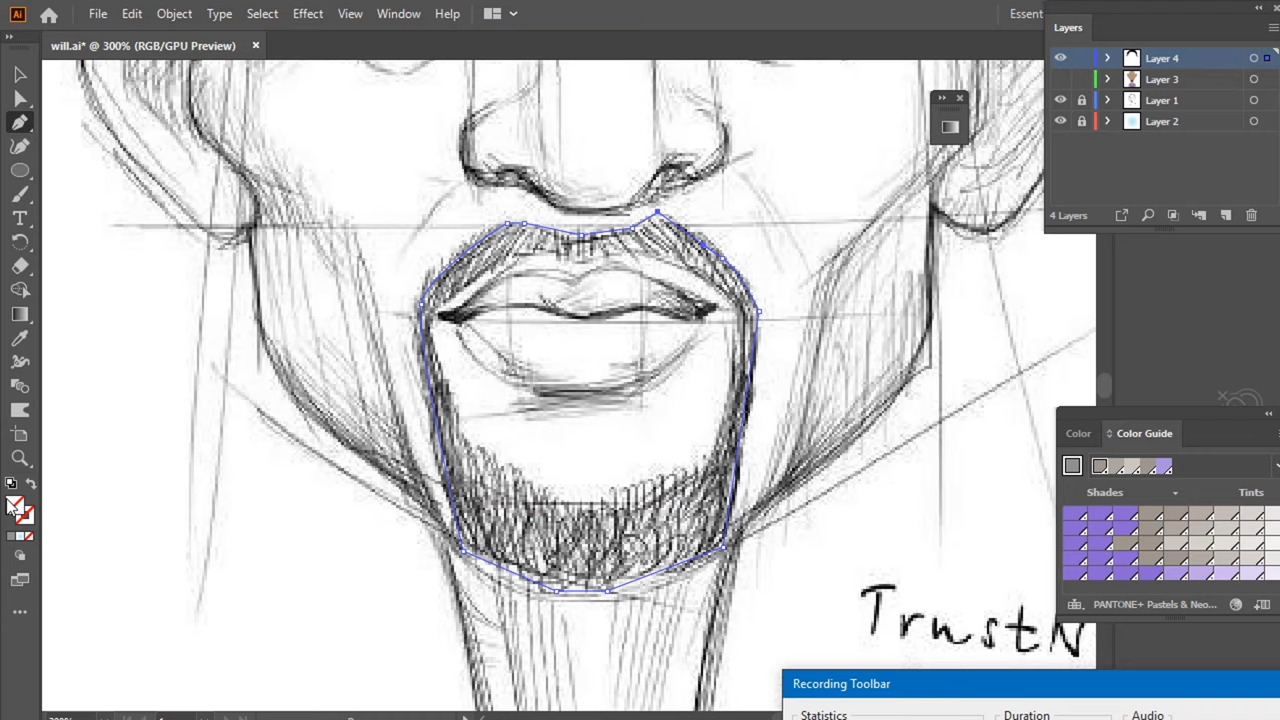 Ai File Edit Object Type Select Effect View Window Help Essent
will.ai* @ 300% (RGB/GPU Preview) ×
Layers
Layer 4
Layer 3
Layer 1
Layer 2
4 Layers
Color Color Guide
Shades Tints
PANTONE+ Pastels & Neo...
TrustN
Recording Toolbar
Statistics Duration Audio